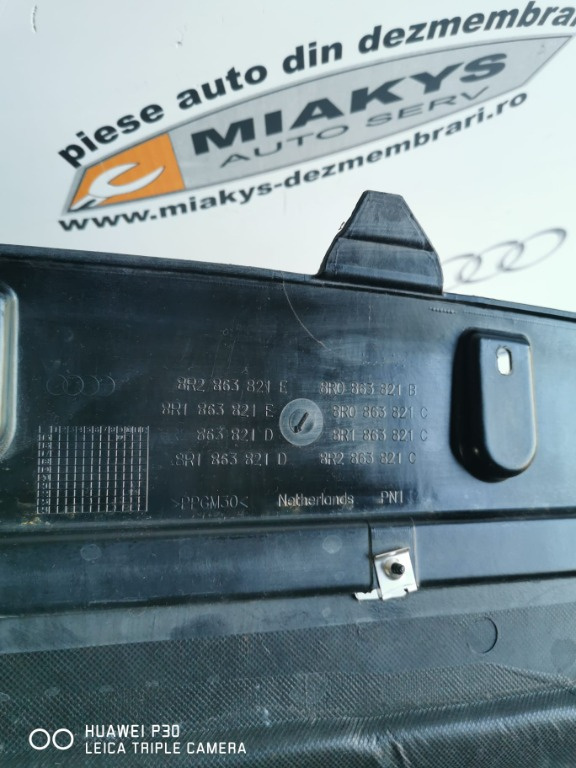 piese auto din dezmembrari
MIAKYS
AUTO SERV
www.miakys-dezmembrari.ro
8R2 863 821 E 8R0 863 821 B
8R1 863 821 E 8R0 863 821 C
863 821 D 8R1 863 821 C
8R1 863 821 D 8R2 863 821 C
>PPGM30< Netherlands PN1
HUAWEI P30
LEICA TRIPLE CAMERA